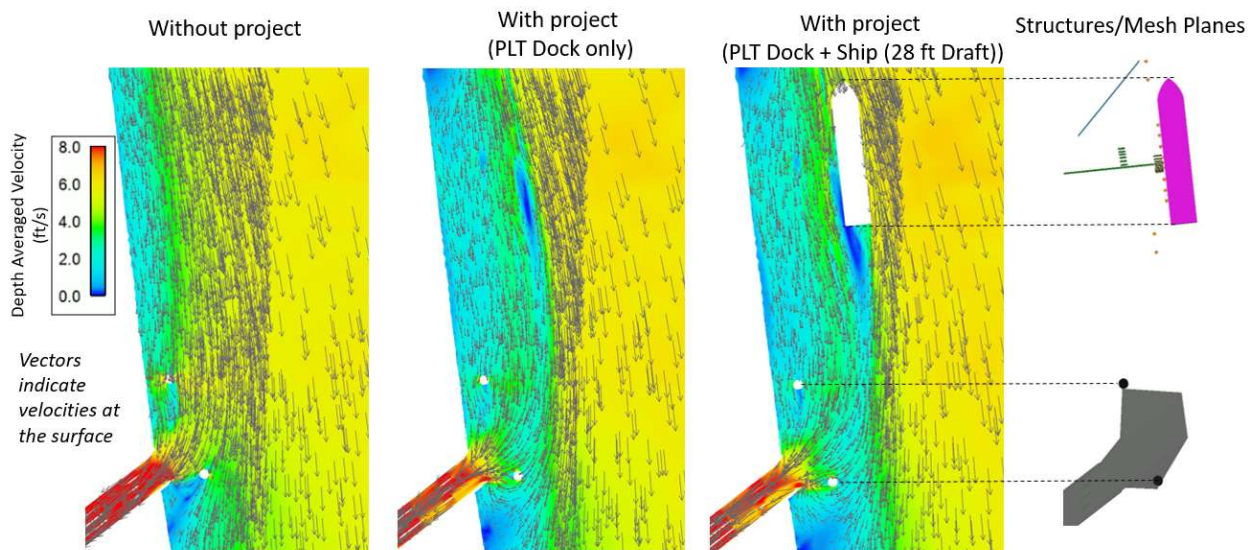 Without project
With project
(PLT Dock only)
With project
(PLT Dock + Ship (28 ft Draft))
Structures/Mesh Planes
Depth Averaged Velocity
(ft/s)
8.0
6.0
4.0
2.0
0.0
Vectors
indicate
velocities at
the surface